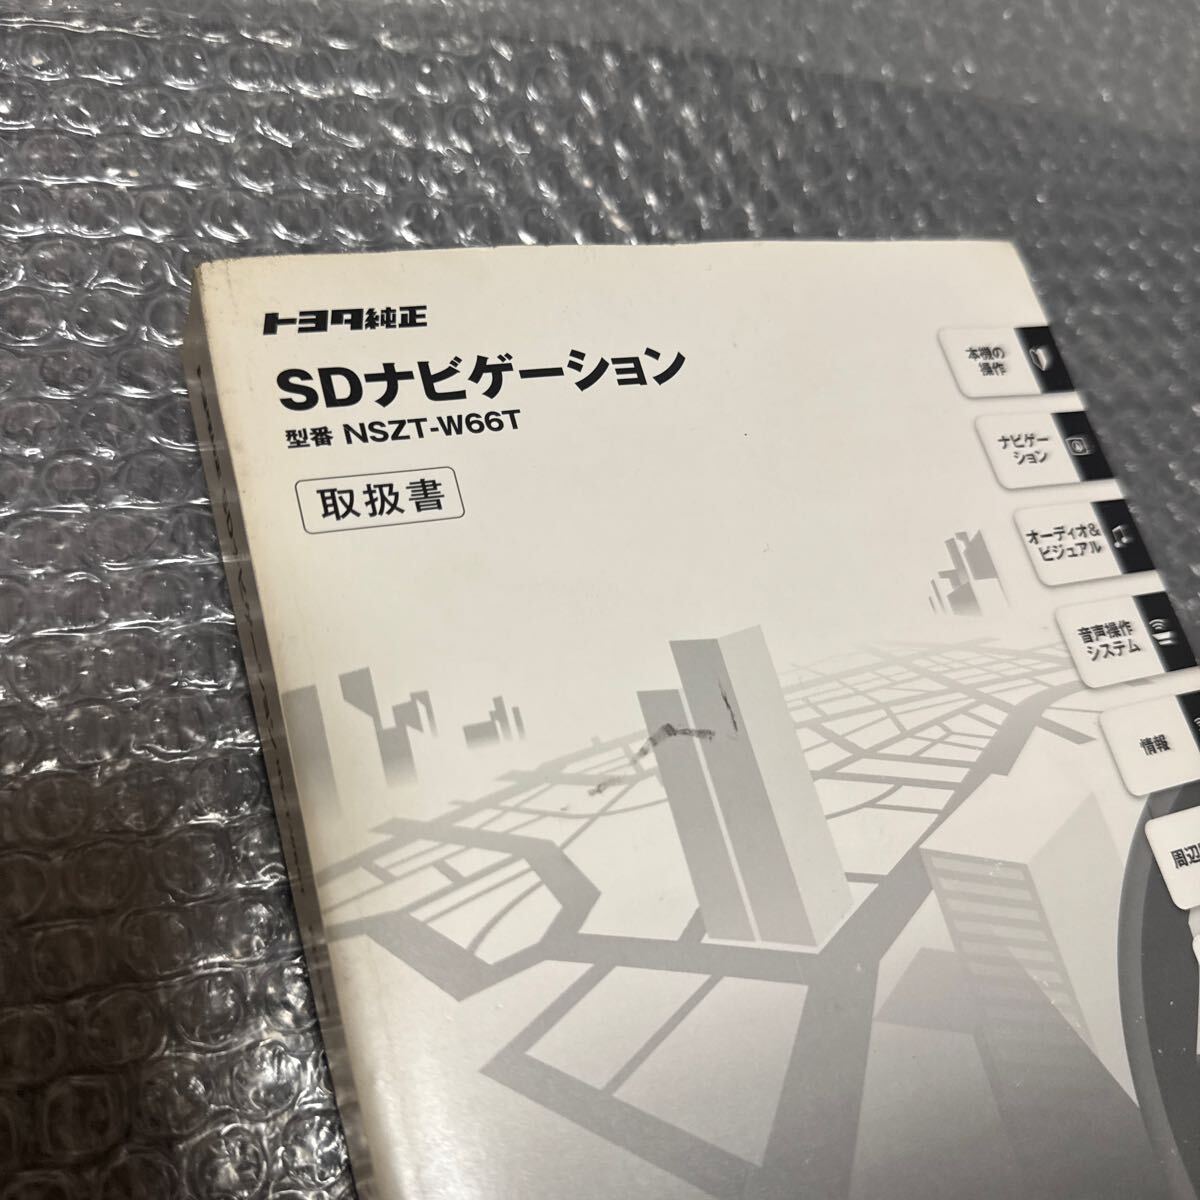 トヨタ純正
SDナビゲーション
型番 NSZT-W66T
取扱書
本機の
操作
ナビゲー
ション
オーディオ&
ビジュアル
音声操作
システム
情報
周辺